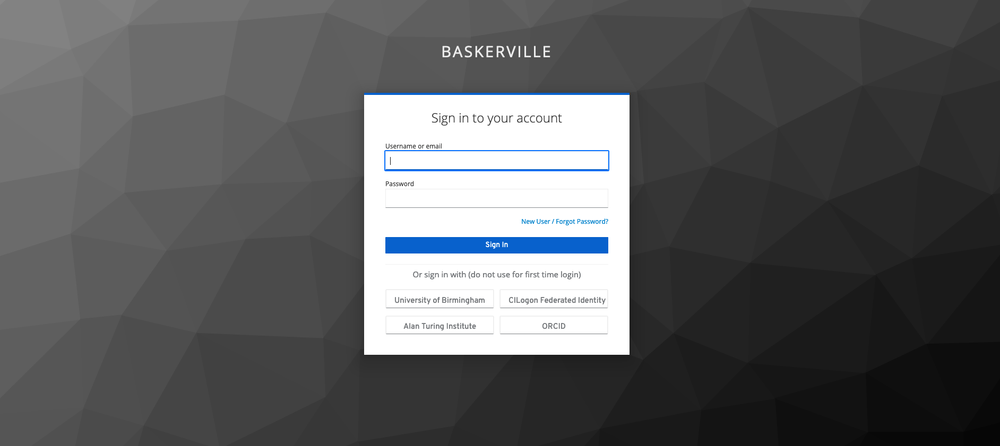 BASKERVILLE
Sign in to your account
Username or email
Password
New User / Forgot Password?
Sign In
Or sign in with (do not use for first time login)
University of Birmingham
CILogon Federated Identity
Alan Turing Institute
ORCID